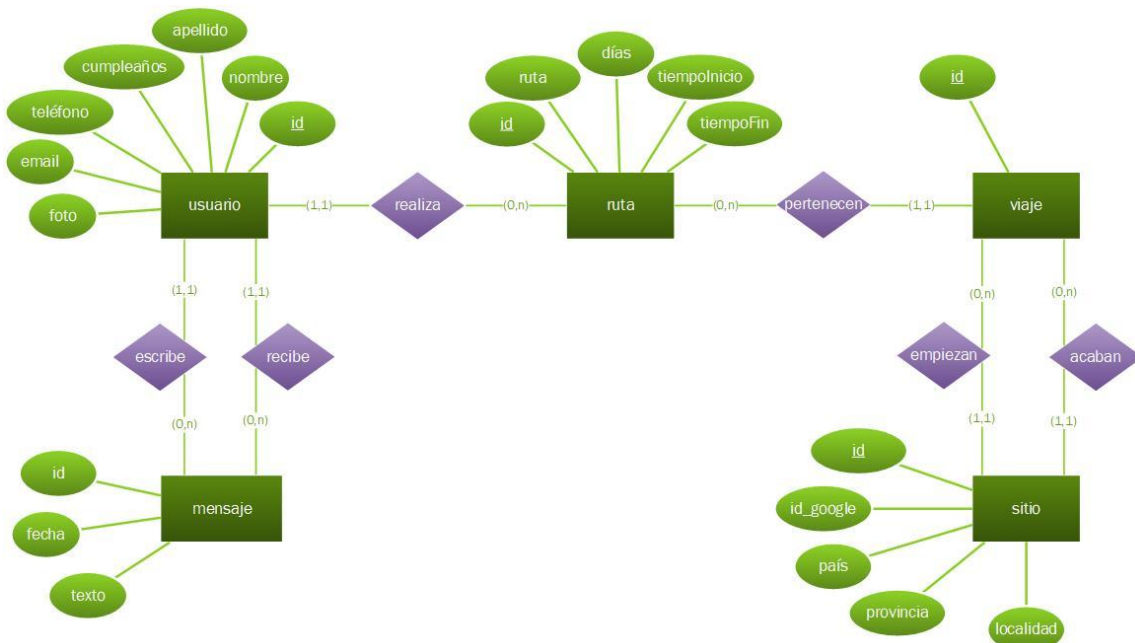 apellido
cumpleaños
nombre
teléfono
id
email
foto
usuario
(1,1)
realiza
(0,n)
ruta
días
tiempoInicio
id
tiempoFin
ruta
(0,n)
pertenecen
(1,1)
id
viaje
(1,1)
(1,1)
escribe
recibe
(0,n)
(0,n)
id
fecha
texto
mensaje
(0,n)
(0,n)
empiezan
acaban
(1,1)
(1,1)
id
id_google
país
provincia
localidad
sitio